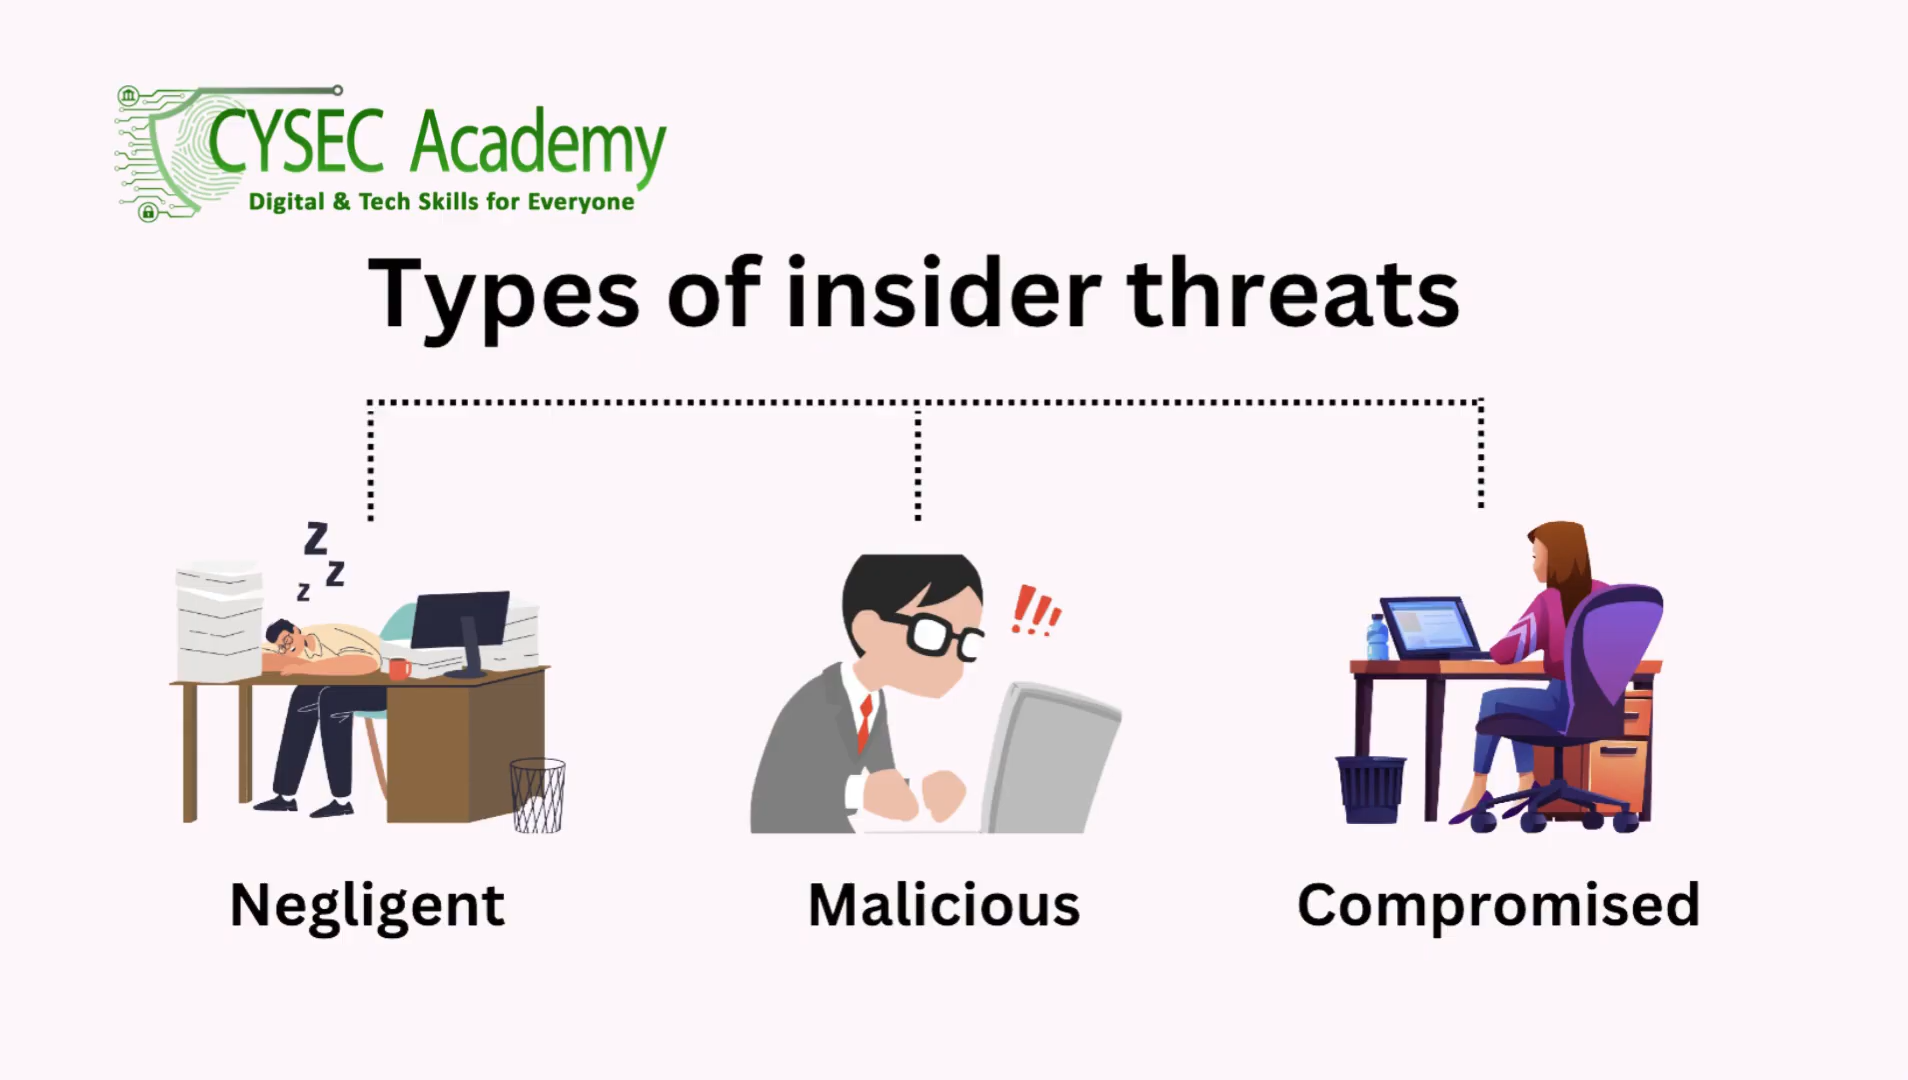 CYSEC Academy
Digital & Tech Skills for Everyone
Types of insider threats
Z
Z
Z
!!!
Negligent
Malicious
Compromised